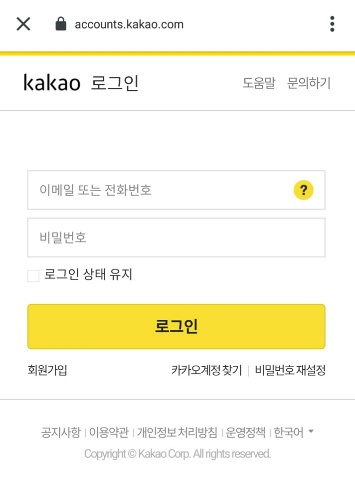 accounts.kakao.com
kakao 로그인 도움말 문의하기
이메일 또는 전화번호 ?
비밀번호
로그인 상태 유지
로그인
회원가입 카카오계정 찾기 | 비밀번호 재설정
공지사항 | 이용약관 | 개인정보 처리방침 | 운영정책 | 한국어
Copyright © Kakao Corp. All rights reserved.